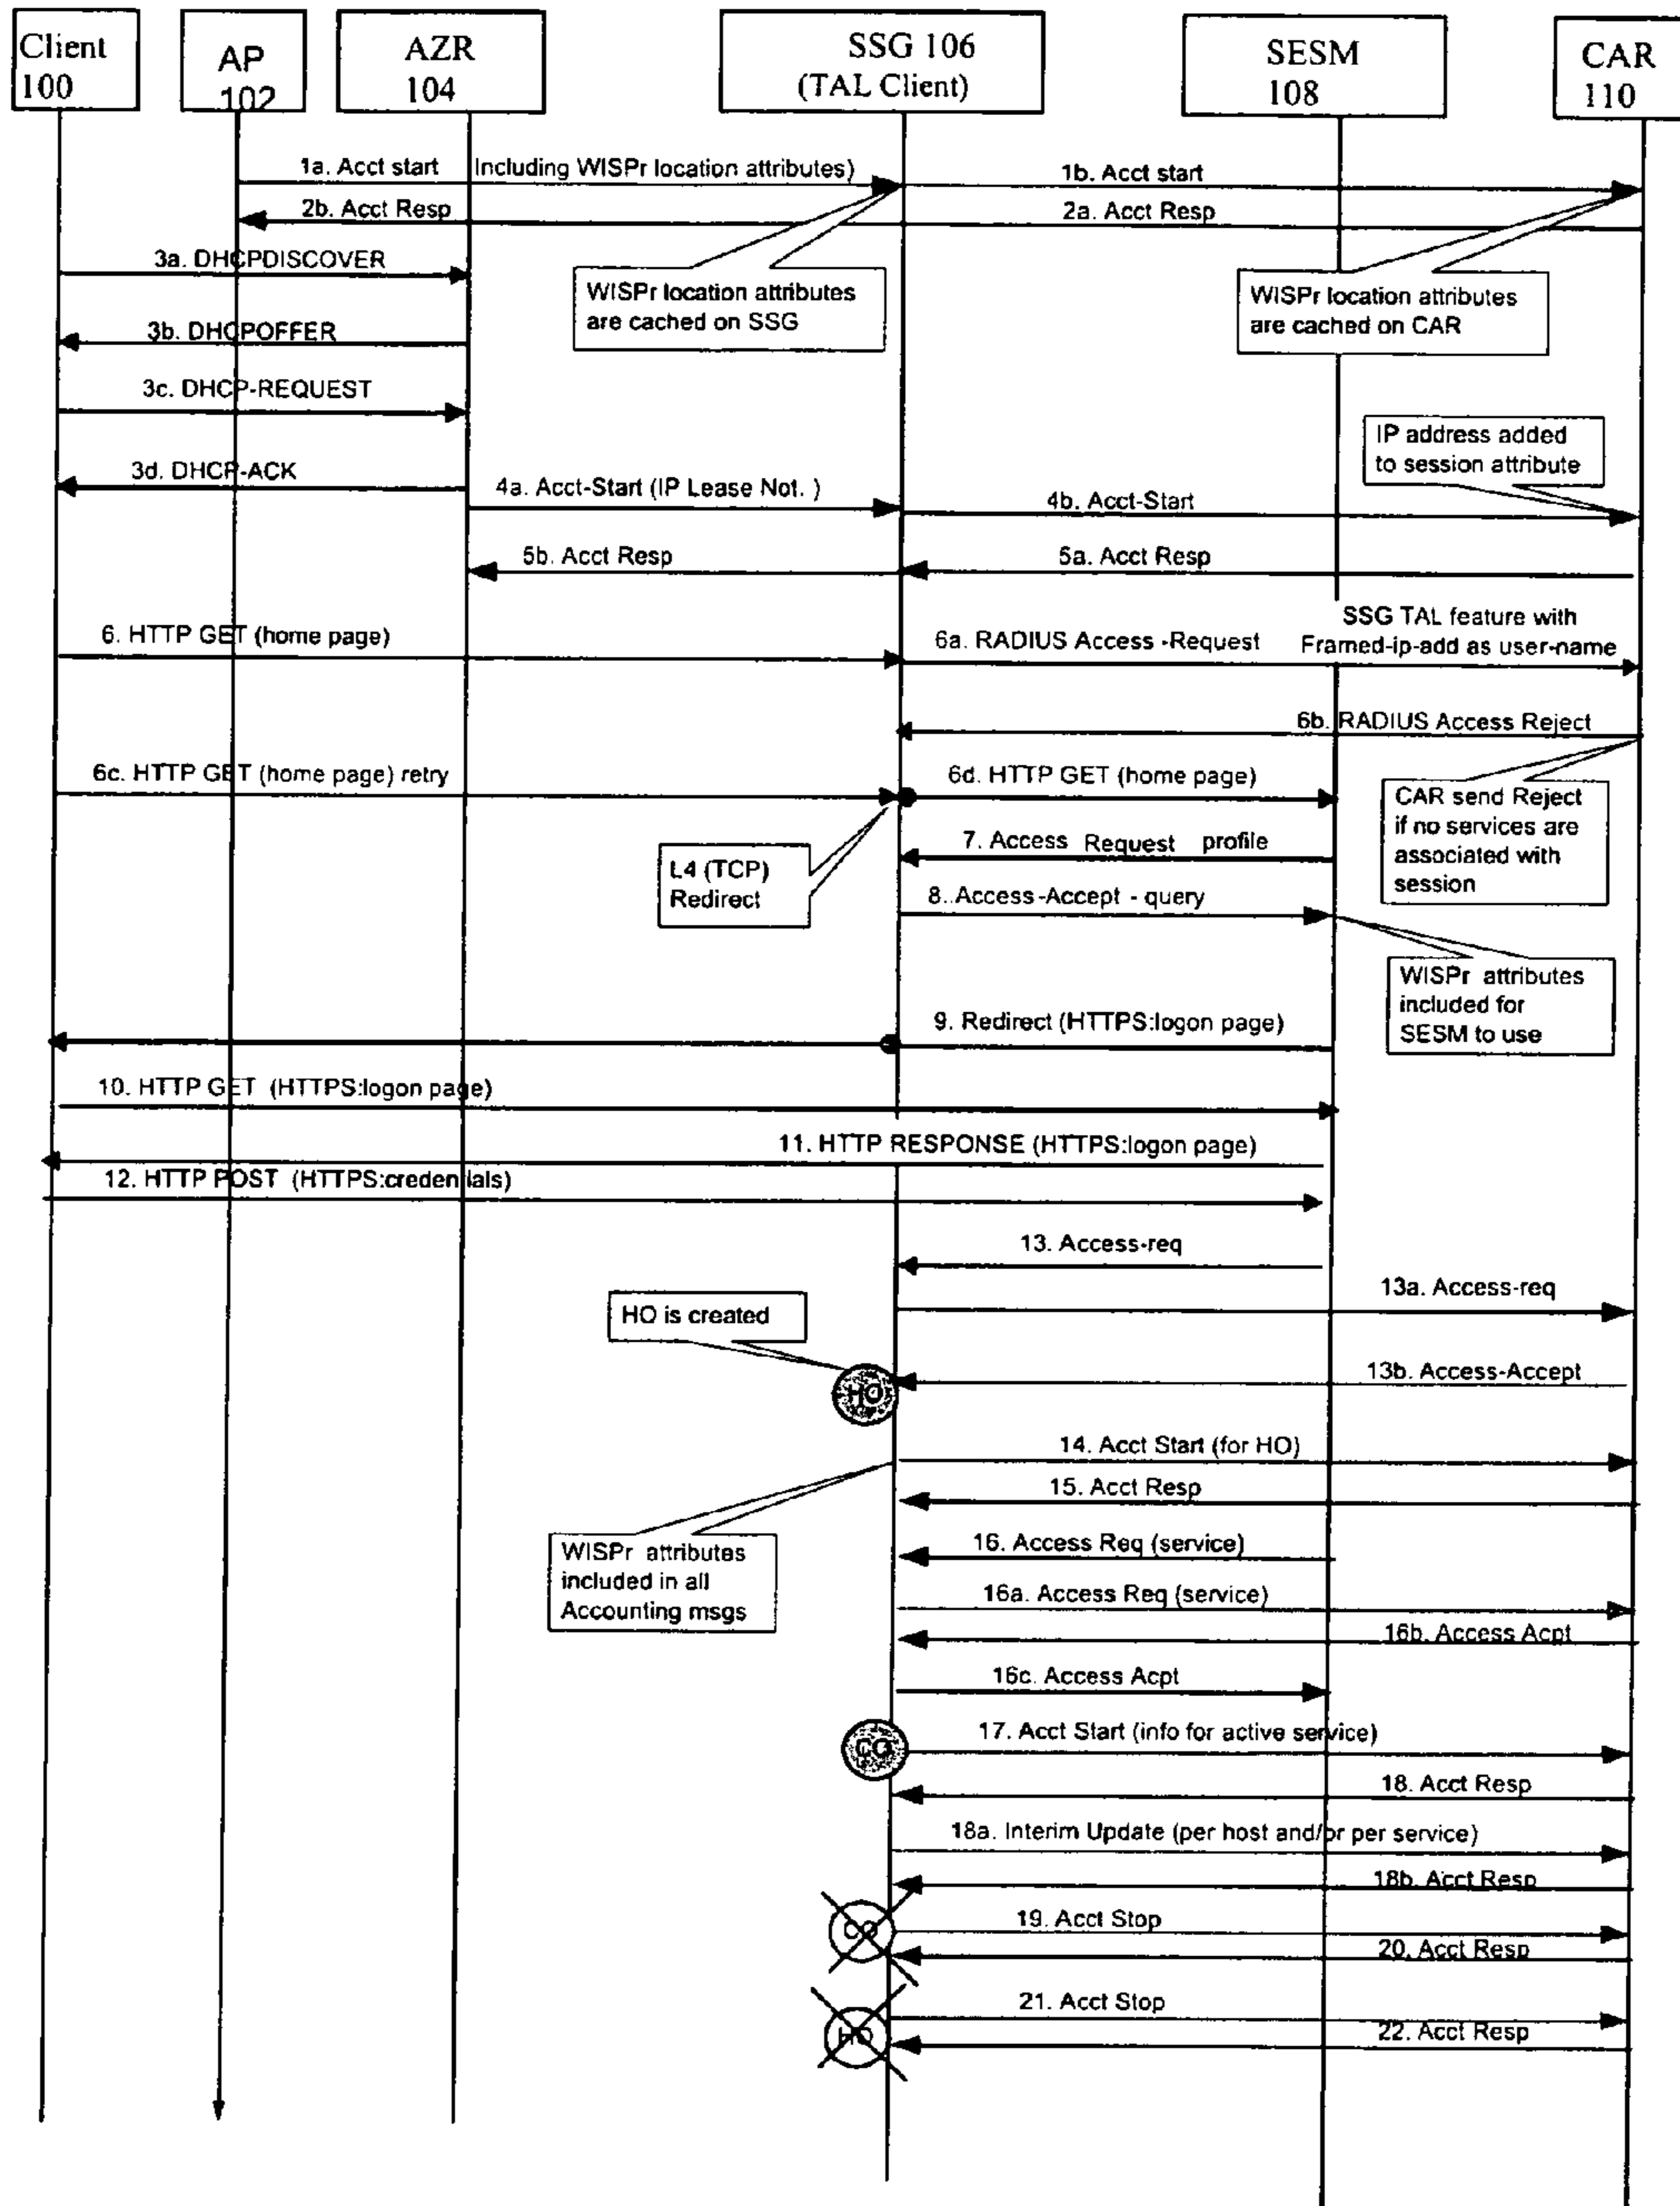 Client
100
AP
102
AZR
104
SSG 106
(TAL Client)
SESM
108
CAR
110
1a. Acct start Including WISPr location attributes)
1b. Acct start
2b. Acct Resp
2a. Acct Resp
3a. DHCPDISCOVER
WISPr location attributes
are cached on SSG
WISPr location attributes
are cached on CAR
3b. DHCPOFFER
3c. DHCP-REQUEST
IP address added
to session attribute
3d. DHCP-ACK
4a. Acct-Start (IP Lease Not. )
4b. Acct-Start
5b. Acct Resp
5a. Acct Resp
6. HTTP GET (home page)
6a. RADIUS Access -Request
SSG TAL feature with
Framed-ip-add as user-name
6b. RADIUS Access Reject
6c. HTTP GET (home page) retry
6d. HTTP GET (home page)
CAR send Reject
if no services are
associated with
session
L4 (TCP)
Redirect
7. Access Request profile
8. Access-Accept - query
WISPr attributes
included for
SESM to use
9. Redirect (HTTPS:logon page)
10. HTTP GET (HTTPS:logon page)
11. HTTP RESPONSE (HTTPS:logon page)
12. HTTP POST (HTTPS:credentials)
13. Access-req
13a. Access-req
HO is created
13b. Access-Accept
HO
14. Acct Start (for HO)
15. Acct Resp
WISPr attributes
included in all
Accounting msgs
16. Access Req (service)
16a. Access Req (service)
16b. Access Acpt
16c. Access Acpt
CO
17. Acct Start (info for active service)
18. Acct Resp
18a. Interim Update (per host and/or per service)
18b. Acct Resp
CO
19. Acct Stop
20. Acct Resp
HO
21. Acct Stop
22. Acct Resp